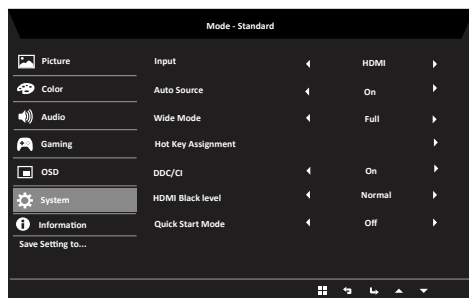 Mode - Standard
Picture Input HDMI
Color Auto Source On
Audio Wide Mode Full
Gaming Hot Key Assignment
OSD DDC/CI On
System HDMI Black level Normal
Information Quick Start Mode Off
Save Setting to...